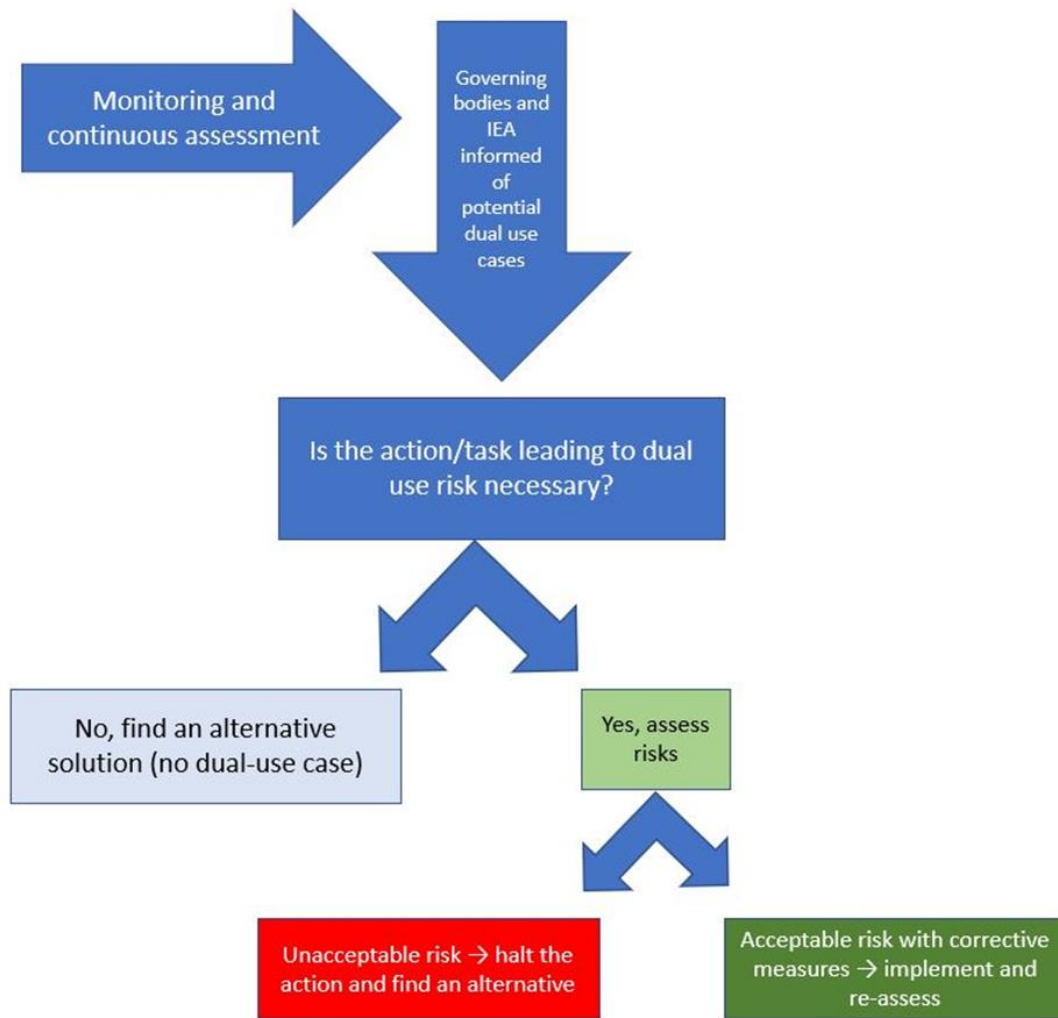 Monitoring and
continuous assessment
Governing
bodies and
IEA
informed
of
potential
dual use
cases
Is the action/task leading to dual
use risk necessary?
No, find an alternative
solution (no dual-use case)
Yes, assess
risks
Unacceptable risk → halt the
action and find an alternative
Acceptable risk with corrective
measures → implement and
re-assess